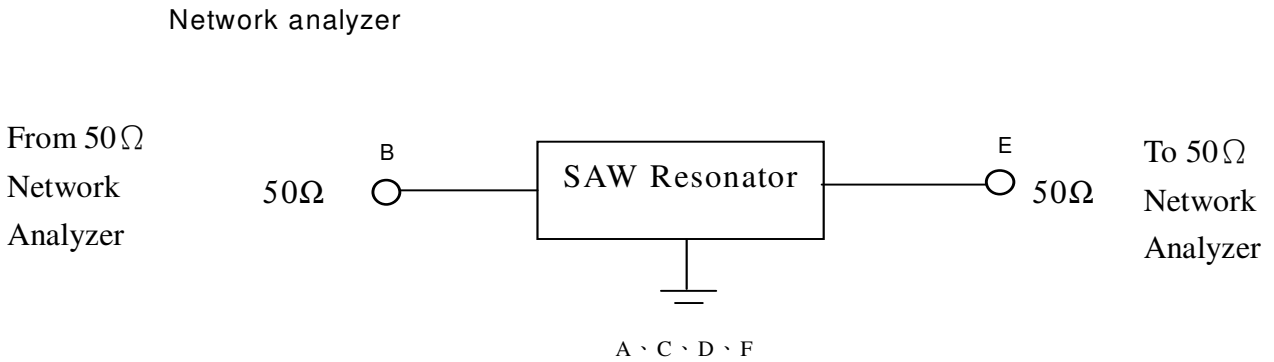 Network analyzer
From 50Ω
Network
Analyzer
50Ω
B
SAW Resonator
E
50Ω
To 50Ω
Network
Analyzer
A、C、D、F